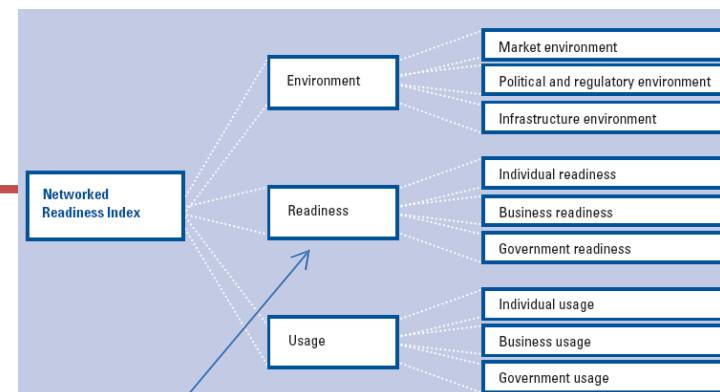 Market environment
Environment
Political and regulatory environment
Infrastructure environment
Individual readiness
Networked
Readiness Index
Readiness
Business readiness
Government readiness
Individual usage
Usage
Business usage
Government usage